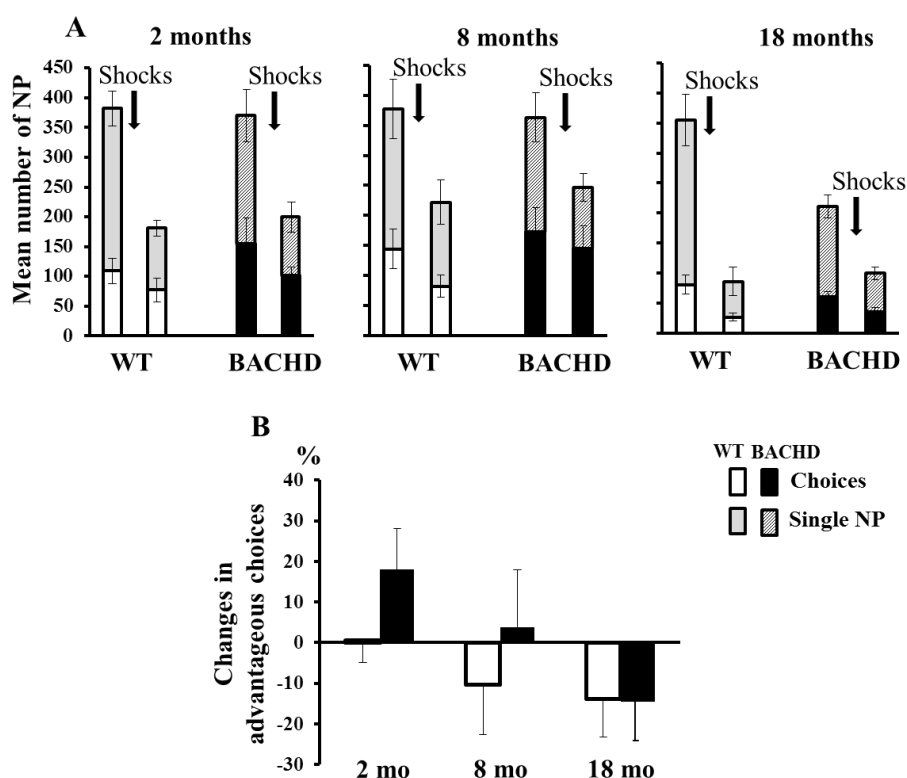 A
2 months
8 months
18 months
Mean number of NP
450
400
350
300
250
200
150
100
50
0
Shocks
Shocks
Shocks
Shocks
Shocks
Shocks
WT
BACHD
WT
BACHD
WT
BACHD
B
%
Changes in
advantageous choices
40
30
20
10
0
-10
-20
-30
2 mo
8 mo
18 mo
WT BACHD
Choices
Single NP